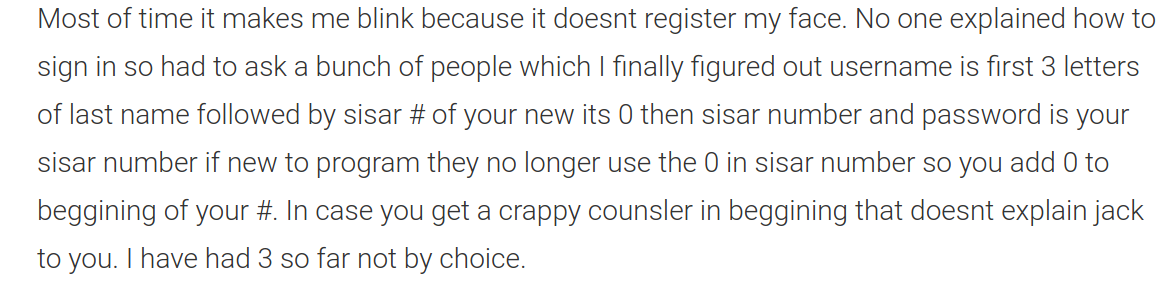 Most of time it makes me blink because it doesnt register my face. No one explained how to
sign in so had to ask a bunch of people which I finally figured out username is first 3 letters
of last name followed by sisar # of your new its 0 then sisar number and password is your
sisar number if new to program they no longer use the 0 in sisar number so you add 0 to
beggining of your #. In case you get a crappy counsler in beggining that doesnt explain jack
to you. I have had 3 so far not by choice.